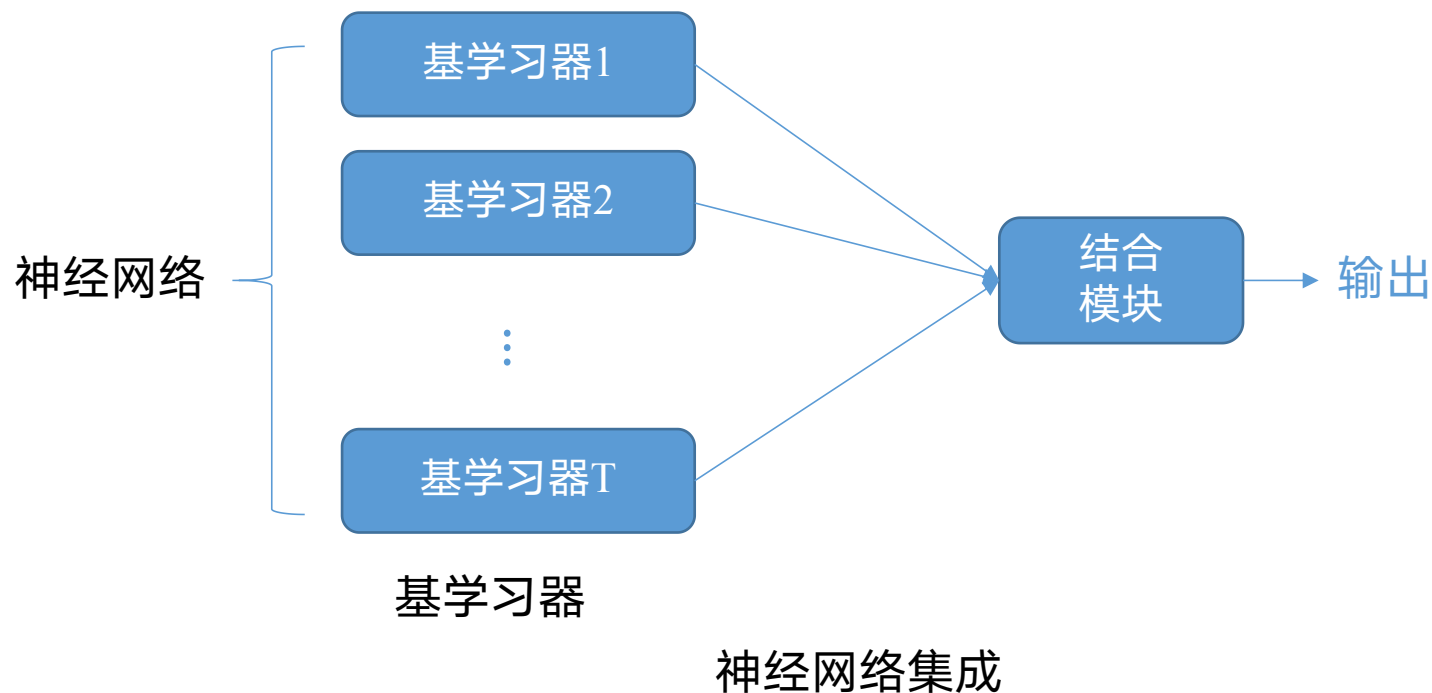 基学习器1
基学习器2
神经网络
结合
模块
输出
基学习器T
基学习器
神经网络集成